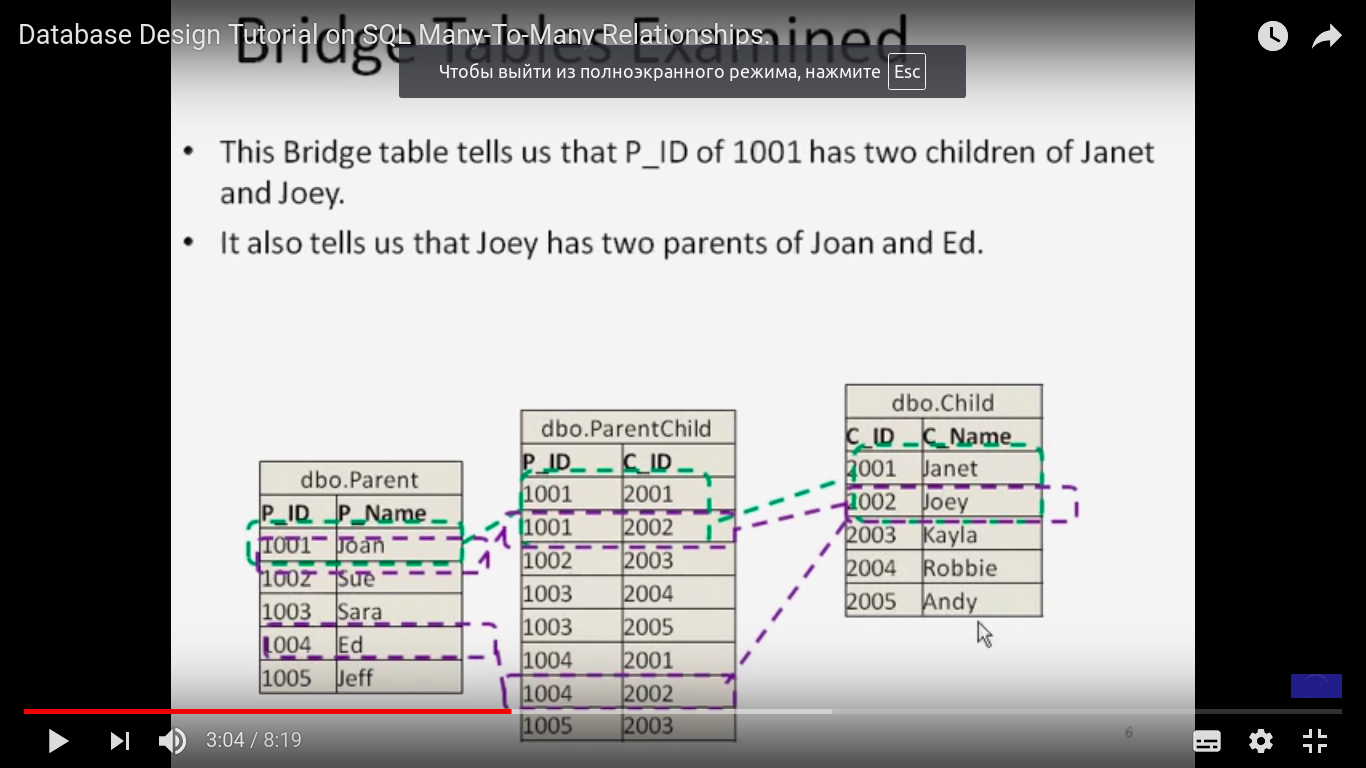 Database Design Tutorial on SQL Many-To-Many Relationships.
Bridge Tables Examined
Чтобы выйти из полноэкранного режима, нажмите Esc
• This Bridge table tells us that P_ID of 1001 has two children of Janet
and Joey.
• It also tells us that Joey has two parents of Joan and Ed.
dbo.Parent
P_ID P_Name
1001 Joan
1002 Sue
1003 Sara
1004 Ed
1005 Jeff
dbo.ParentChild
P_ID C_ID
1001 2001
1001 2002
1002 2003
1003 2004
1003 2005
1004 2001
1004 2002
1005 2003
dbo.Child
C_ID C_Name
2001 Janet
2002 Joey
2003 Kayla
2004 Robbie
2005 Andy
6
3:04 / 8:19